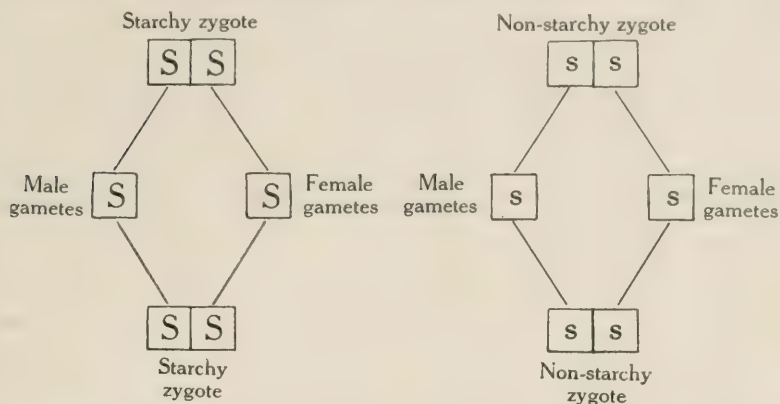 Starchy zygote
S S
Male gametes
S
S
Female gametes
S S
Starchy
zygote
Non-starchy zygote
s s
Male
gametes
s
s
Female
gametes
s s
Non-starchy
zygote